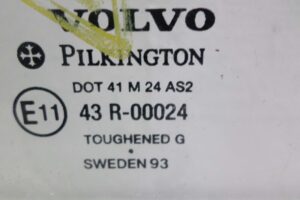 VOLVO
PILKINGTON
DOT 41 M 24 AS2
E11 43 R-00024
TOUGHENED G
SWEDEN 93